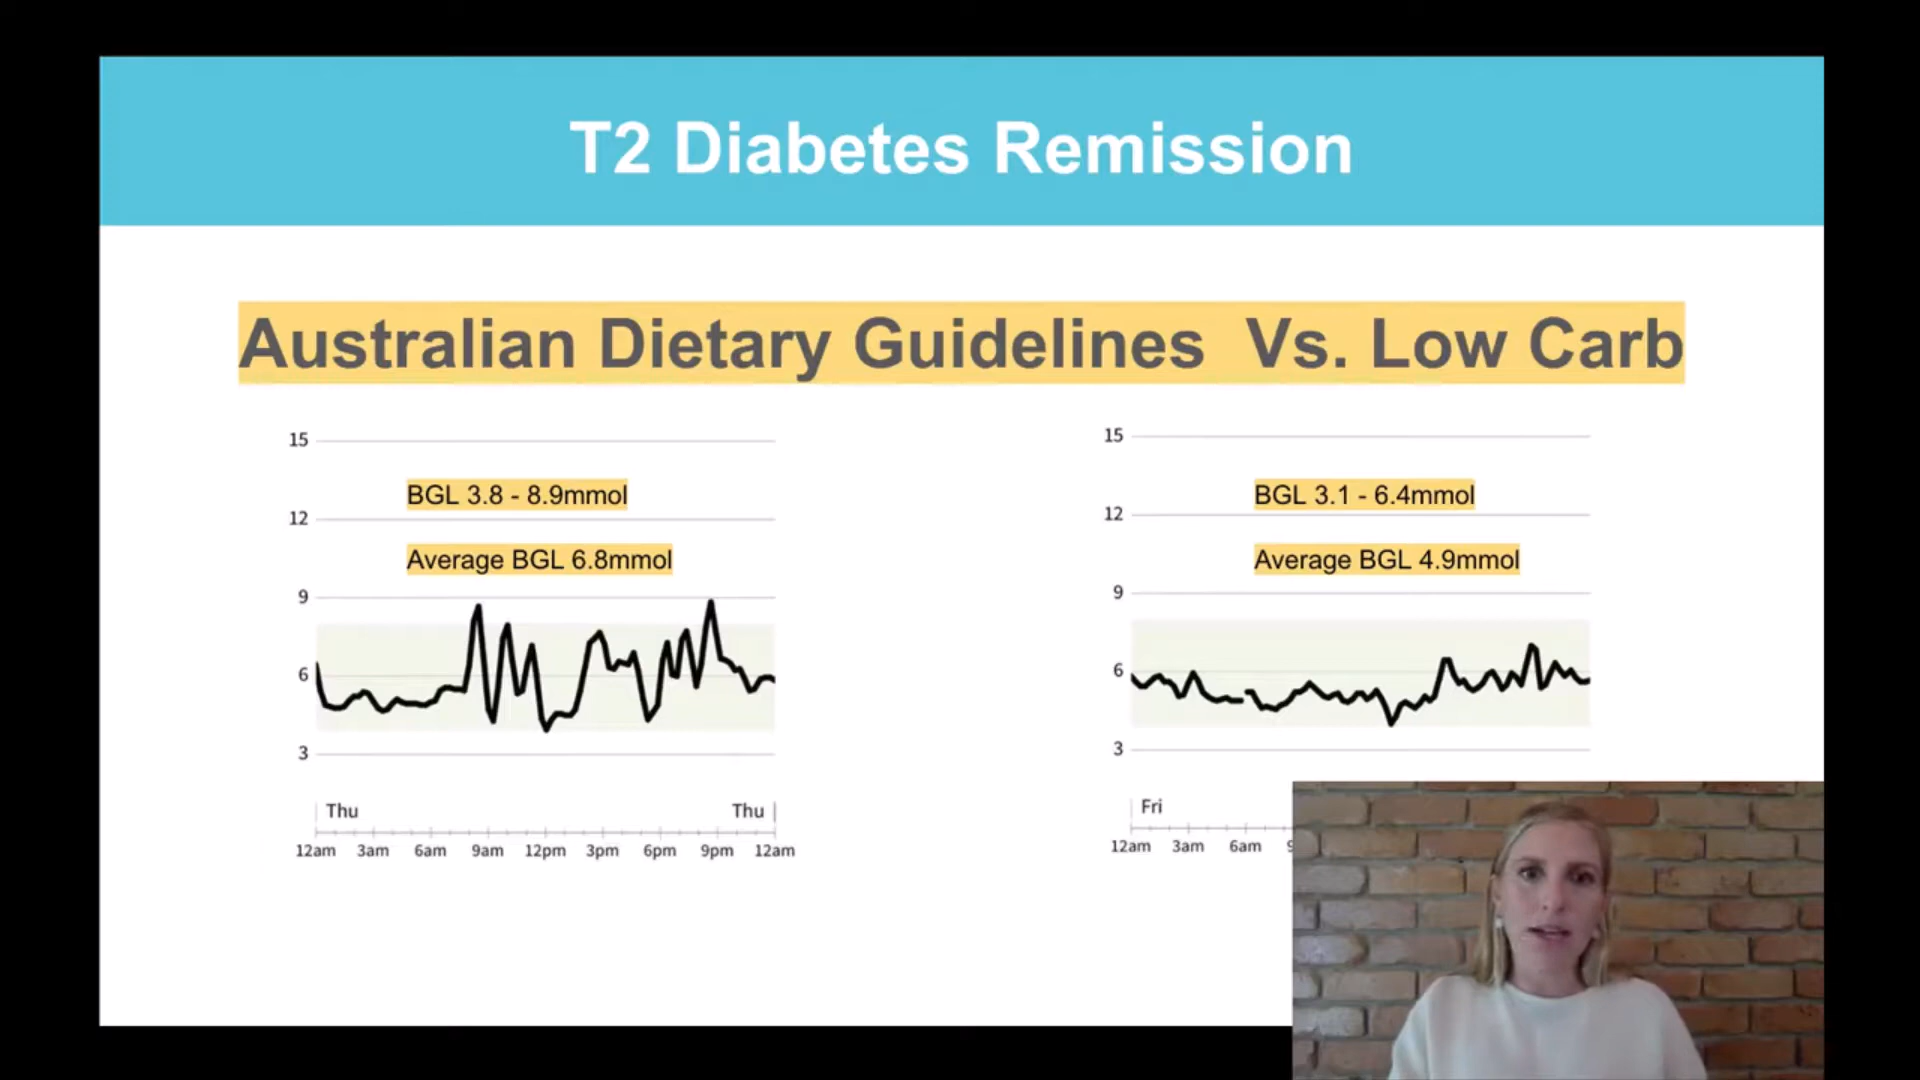 T2 Diabetes Remission
Australian Dietary Guidelines Vs. Low Carb
15
BGL 3.8 - 8.9mmol
12
Average BGL 6.8mmol
9
6
3
Thu Thu
12am 3am 6am 9am 12pm 3pm 6pm 9pm 12am
15
BGL 3.1 - 6.4mmol
12
Average BGL 4.9mmol
9
6
3
Fri
12am 3am 6am